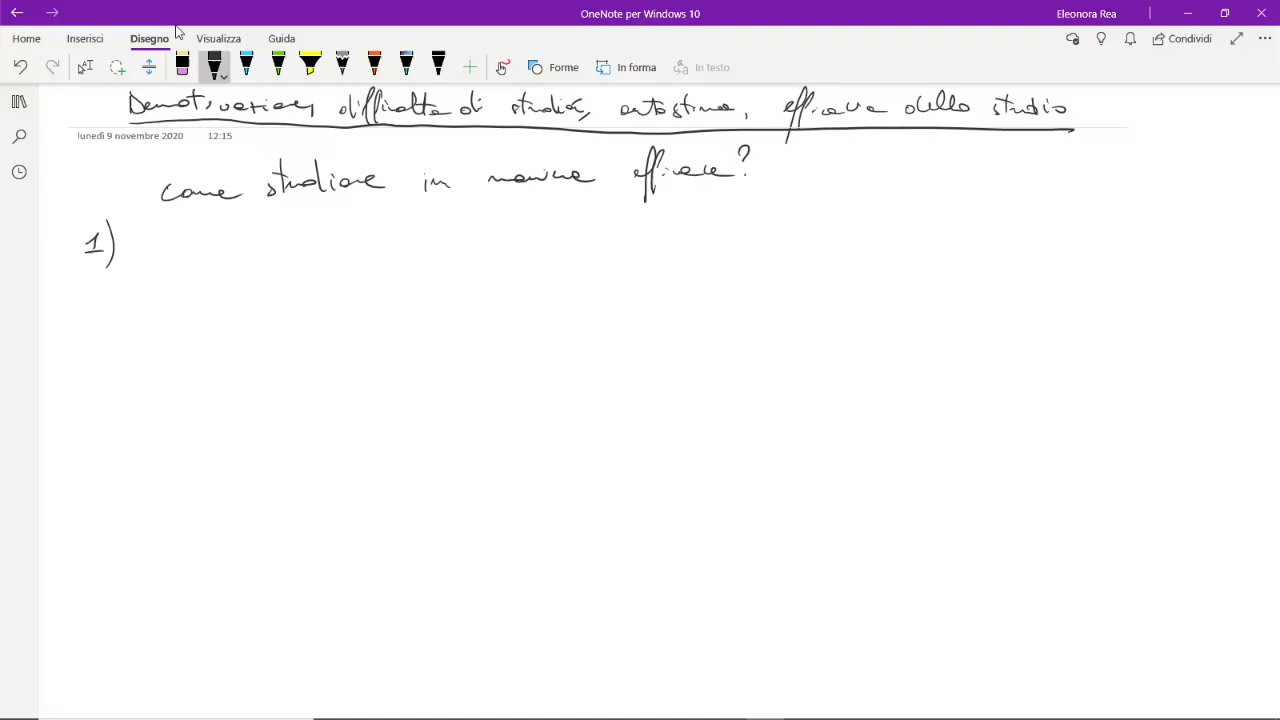 OneNote per Windows 10
Eleonora Rea
Home Inserisci Disegno Visualizza Guida
Condividi
Forme In forma In testo
Demotivazione, difficoltà di studio, autostima, efficacia dello studio
lunedì 9 novembre 2020 12:15
come studiare in maniera efficace?
1)